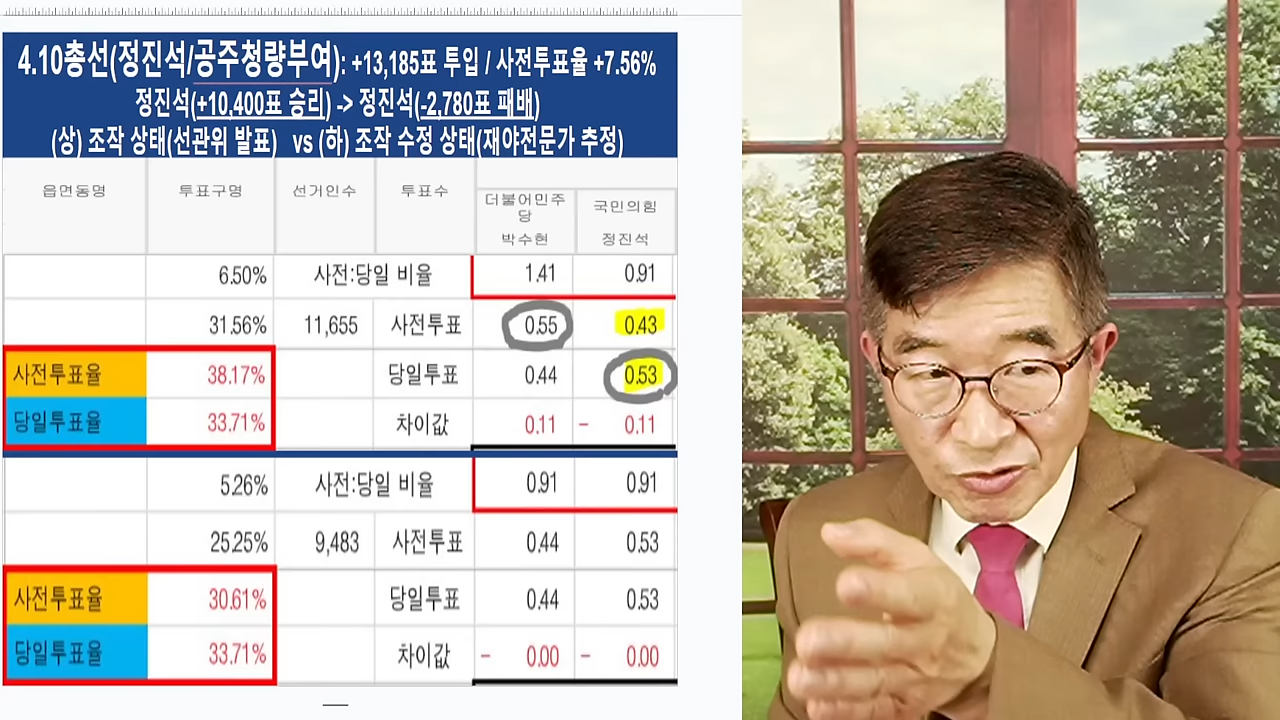 4.10총선(정진석/공주청량부여): +13,185표 투입 / 사전투표율 +7.56%
정진석(+10,400표 승리) -> 정진석(-2,780표 패배)
(상) 조작 상태(선관위 발표) vs (하) 조작 수정 상태(재야전문가 추정)
읍면동명 투표구명 선거인수 투표수 더불어민주당 박수현 국민의힘 정진석
6.50% 사전:당일 비율 1.41 0.91
31.56% 11,655 사전투표 0.55 0.43
사전투표율 38.17% 당일투표 0.44 0.53
당일투표율 33.71% 차이값 0.11 - 0.11
5.26% 사전:당일 비율 0.91 0.91
25.25% 9,483 사전투표 0.44 0.53
사전투표율 30.61% 당일투표 0.44 0.53
당일투표율 33.71% 차이값 - 0.00 - 0.00